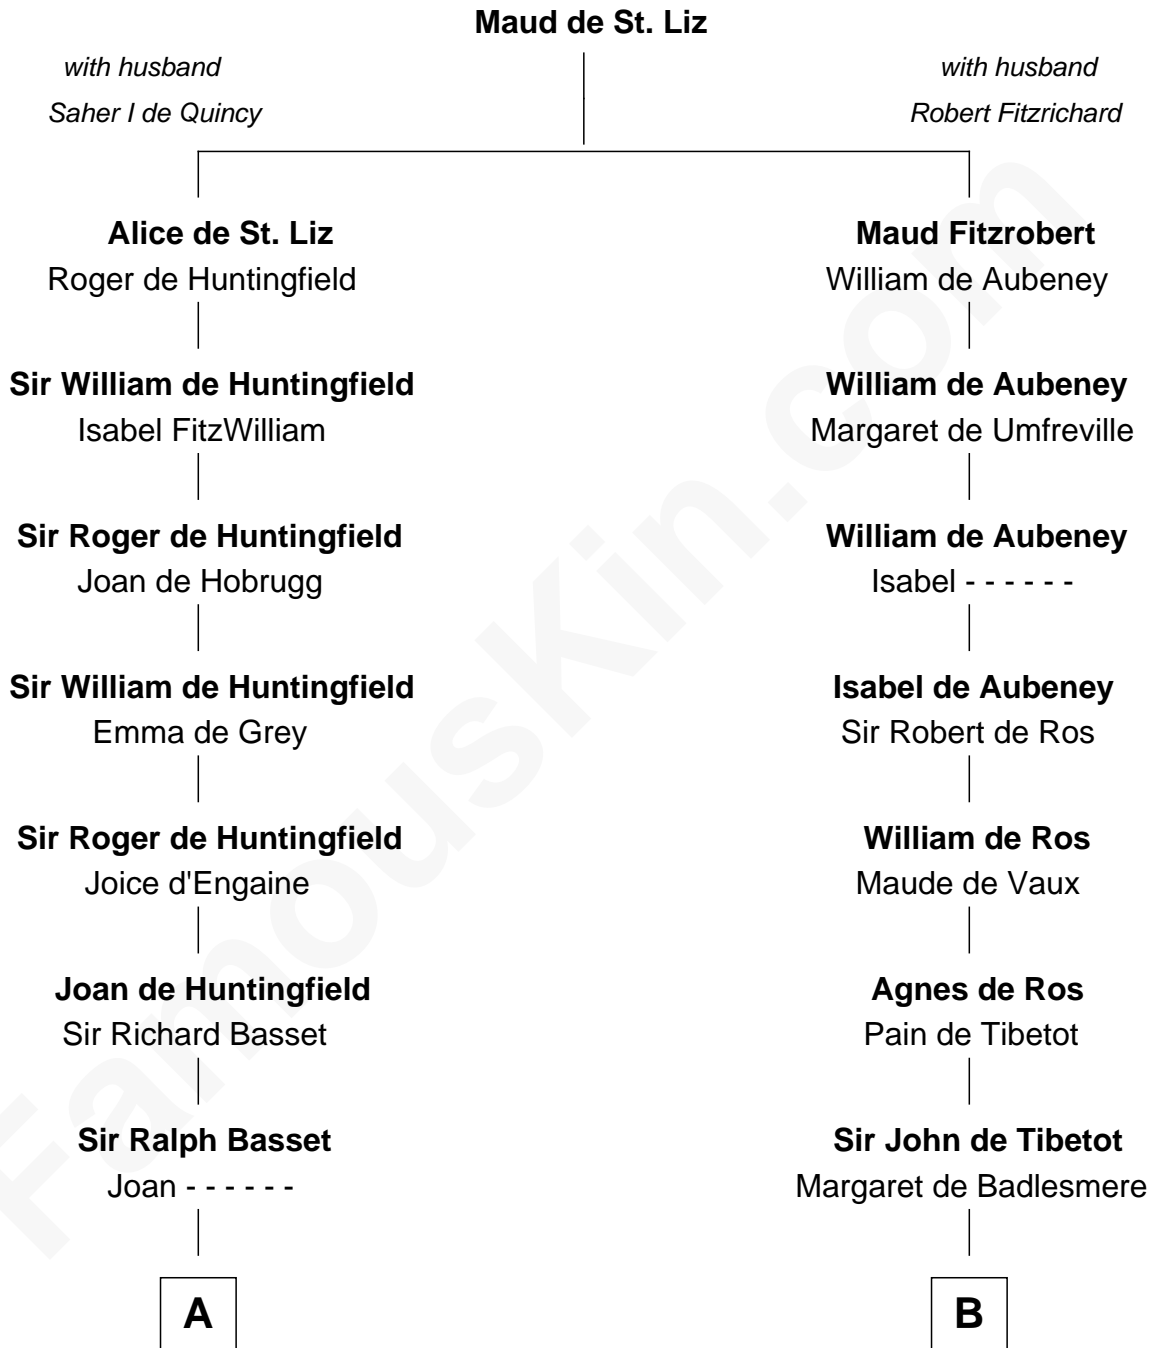 Maud de St. Liz
with husband
Saher I de Quincy
with husband
Robert Fitzrichard
Alice de St. Liz
Roger de Huntingfield
Maud Fitzrobert
William de Aubeney
Sir William de Huntingfield
Isabel FitzWilliam
William de Aubeney
Margaret de Umfreville
Sir Roger de Huntingfield
Joan de Hobrugg
William de Aubeney
Isabel - - - - - -
Sir William de Huntingfield
Emma de Grey
Isabel de Aubeney
Sir Robert de Ros
Sir Roger de Huntingfield
Joice d'Engaine
William de Ros
Maude de Vaux
Joan de Huntingfield
Sir Richard Basset
Agnes de Ros
Pain de Tibetot
Sir Ralph Basset
Joan - - - - - -
Sir John de Tibetot
Margaret de Badlesmere
A
B
FamousKin.com